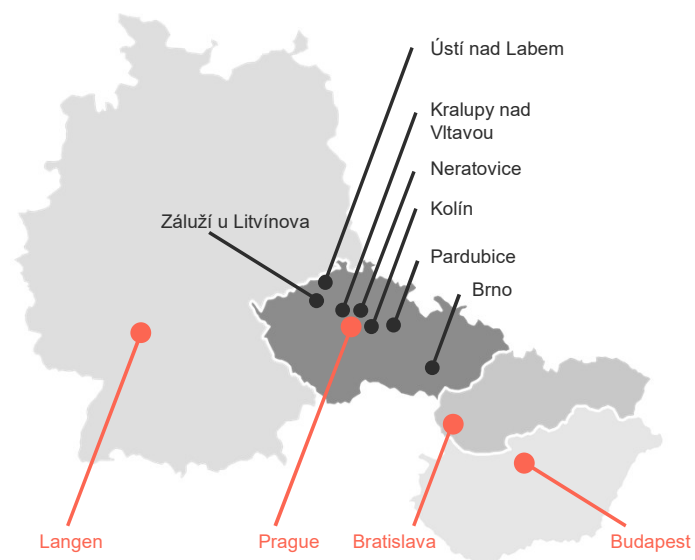 Ústí nad Labem
Kralupy nad
Vltavou
Neratovice
Kolín
Záluží u Litvínova
Pardubice
Brno
Langen
Prague
Bratislava
Budapest